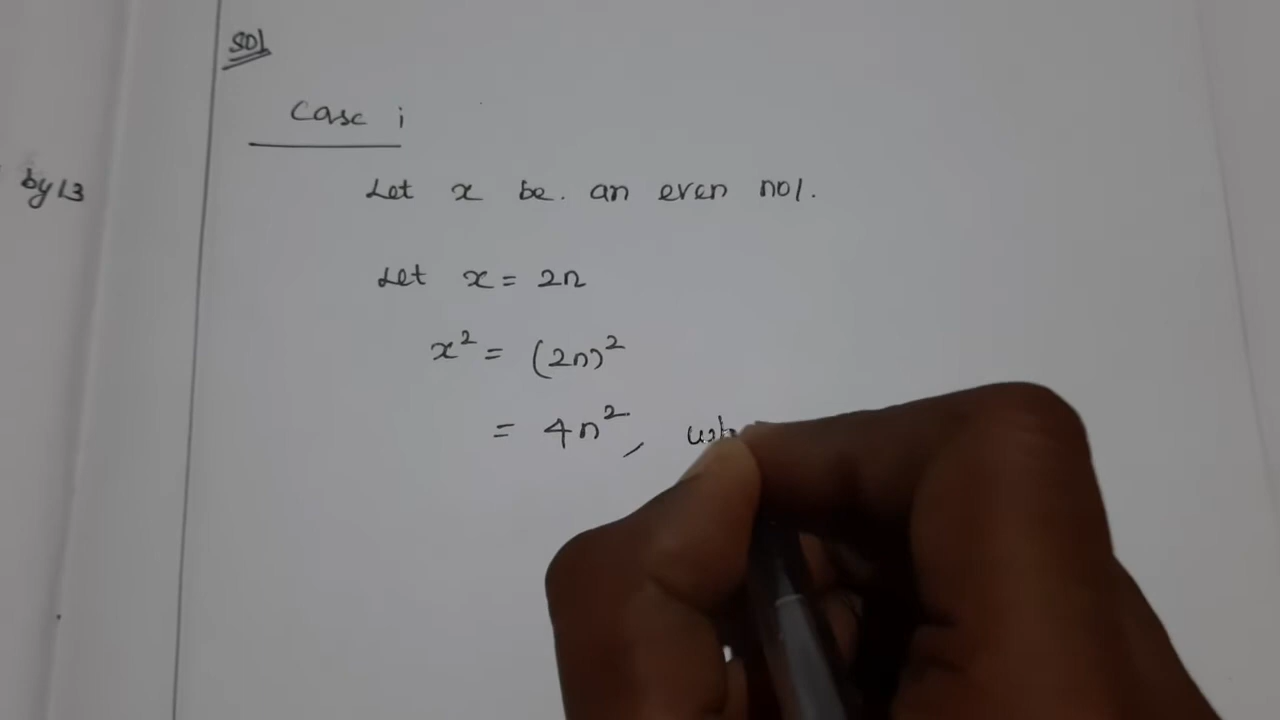 Sol
Case i
by 13
Let x be. an even no/.
Let x = 2n
x² = (2n)²
= 4n²,